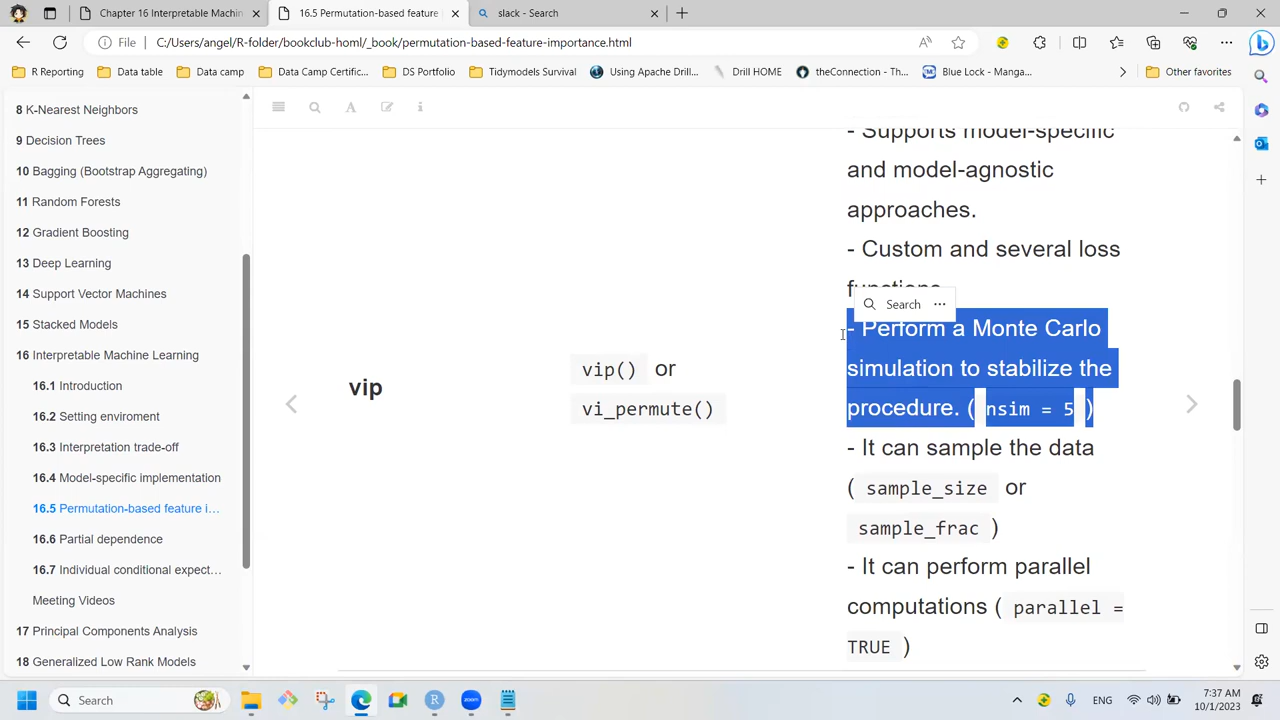 Chapter 16 Interpretable Machin
16.5 Permutation-based feature
slack - Search
File
C:/Users/angel/R-folder/bookclub-homl/_book/permutation-based-feature-importance.html
R Reporting
Data table
Data camp
Data Camp Certific...
DS Portfolio
Tidymodels Survival
Using Apache Drill...
Drill HOME
theConnection - Th...
Blue Lock - Manga...
Other favorites
8 K-Nearest Neighbors
9 Decision Trees
10 Bagging (Bootstrap Aggregating)
11 Random Forests
12 Gradient Boosting
13 Deep Learning
14 Support Vector Machines
15 Stacked Models
16 Interpretable Machine Learning
16.1 Introduction
16.2 Setting enviroment
16.3 Interpretation trade-off
16.4 Model-specific implementation
16.5 Permutation-based feature i...
16.6 Partial dependence
16.7 Individual conditional expect...
Meeting Videos
17 Principal Components Analysis
18 Generalized Low Rank Models
vip
vip() or
vi_permute()
- Supports model-specific
and model-agnostic
approaches.
- Custom and several loss
functions.
Search
- Perform a Monte Carlo
simulation to stabilize the
procedure. ( nsim = 5 )
- It can sample the data
( sample_size or
sample_frac )
- It can perform parallel
computations ( parallel =
TRUE )
Search
zoom
ENG
7:37 AM
10/1/2023